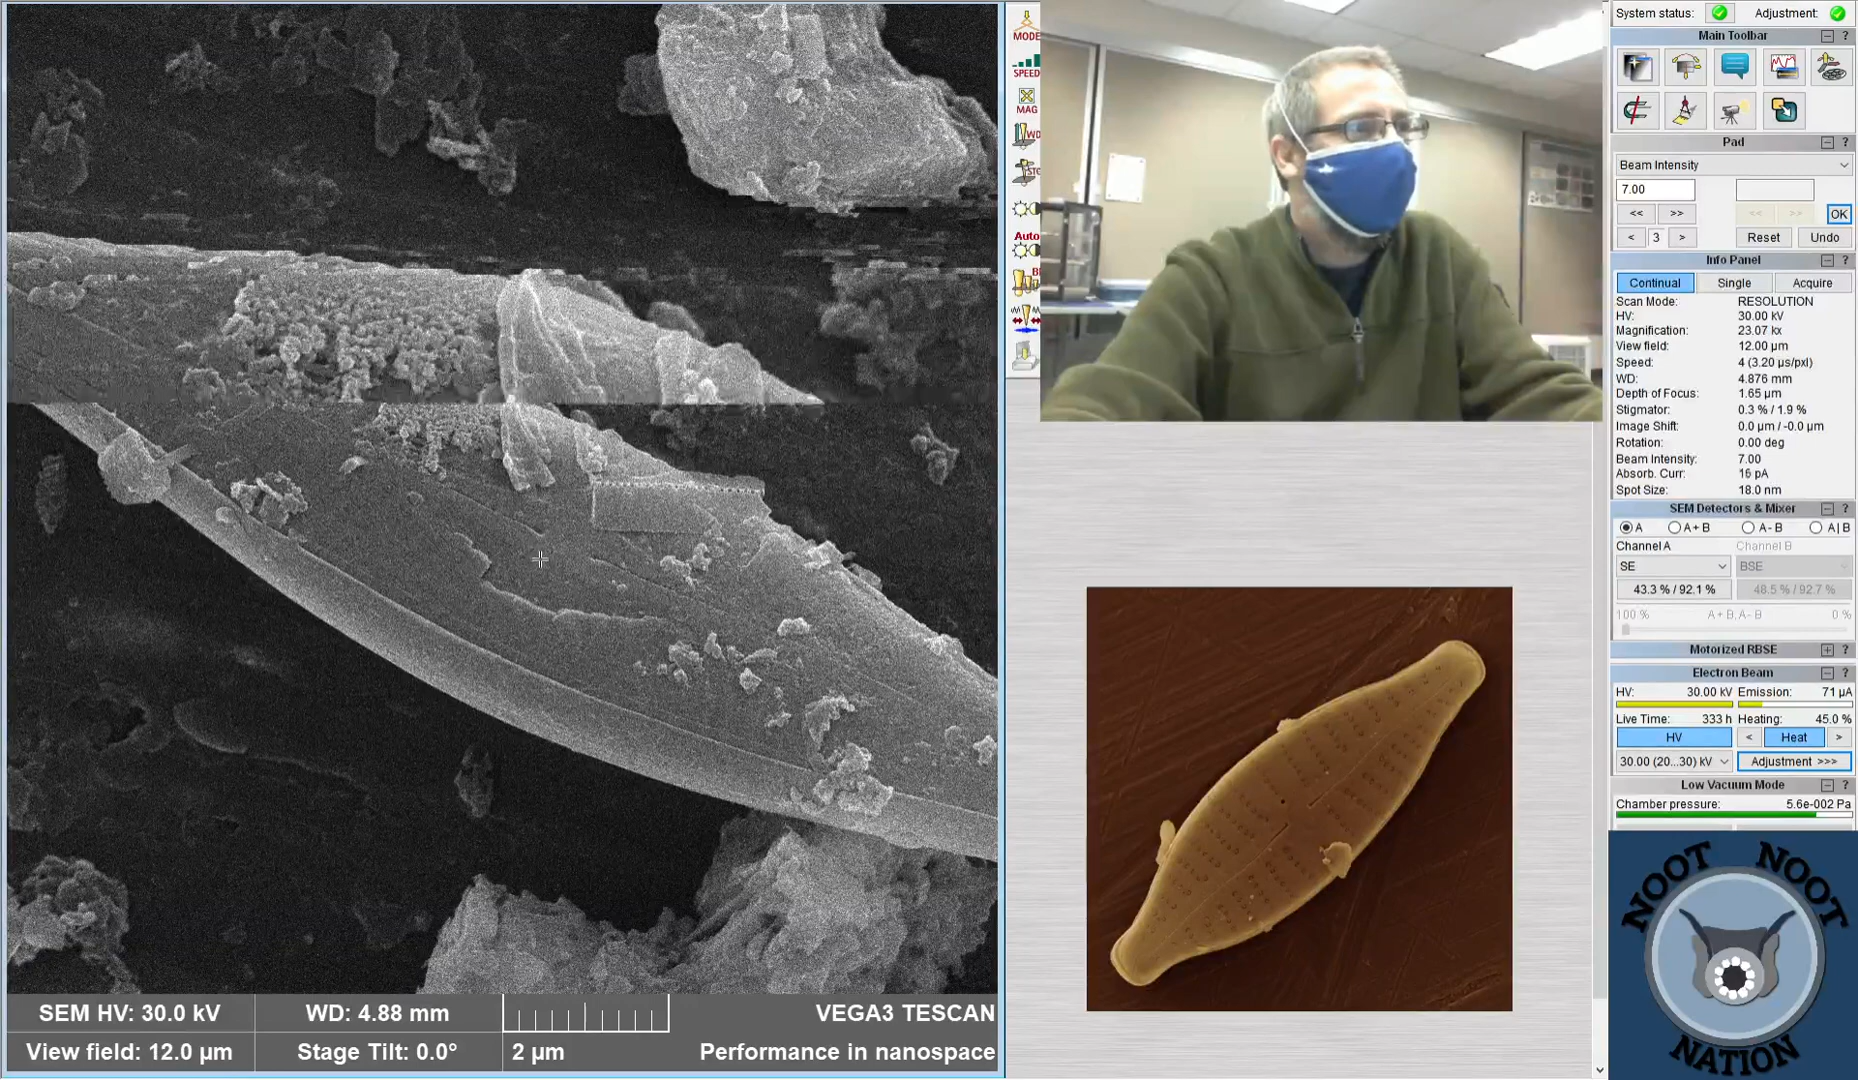 System status: Adjustment:
Main Toolbar ?
MODE
SPEED
MAG
WD
Auto
Pad ?
Beam Intensity
7.00
<< >> << >> OK
< 3 > Reset Undo
Info Panel ?
Continual Single Acquire
Scan Mode: RESOLUTION
HV: 30.00 kV
Magnification: 23.07 kx
View field: 12.00 µm
Speed: 4 (3.20 µs/pxl)
WD: 4.876 mm
Depth of Focus: 1.65 µm
Stigmator: 0.3 % / 1.9 %
Image Shift: 0.0 µm / -0.0 µm
Rotation: 0.00 deg
Beam Intensity: 7.00
Absorb. Curr: 16 pA
Spot Size: 18.0 nm
SEM Detectors & Mixer ?
A A + B A - B A | B
Channel A Channel B
SE BSE
43.3 % / 92.1 % 48.5 % / 92.7 %
100 % A + B, A - B 0 %
Motorized RBSE ?
Electron Beam ?
HV: 30.00 kV Emission: 71 µA
Live Time: 333 h Heating: 45.0 %
HV < Heat >
30.00 (20...30) kV Adjustment >>>
Low Vacuum Mode ?
Chamber pressure: 5.6e-002 Pa
NOOT NOOT
NATION
SEM HV: 30.0 kV WD: 4.88 mm VEGA3 TESCAN
View field: 12.0 µm Stage Tilt: 0.0° 2 µm Performance in nanospace